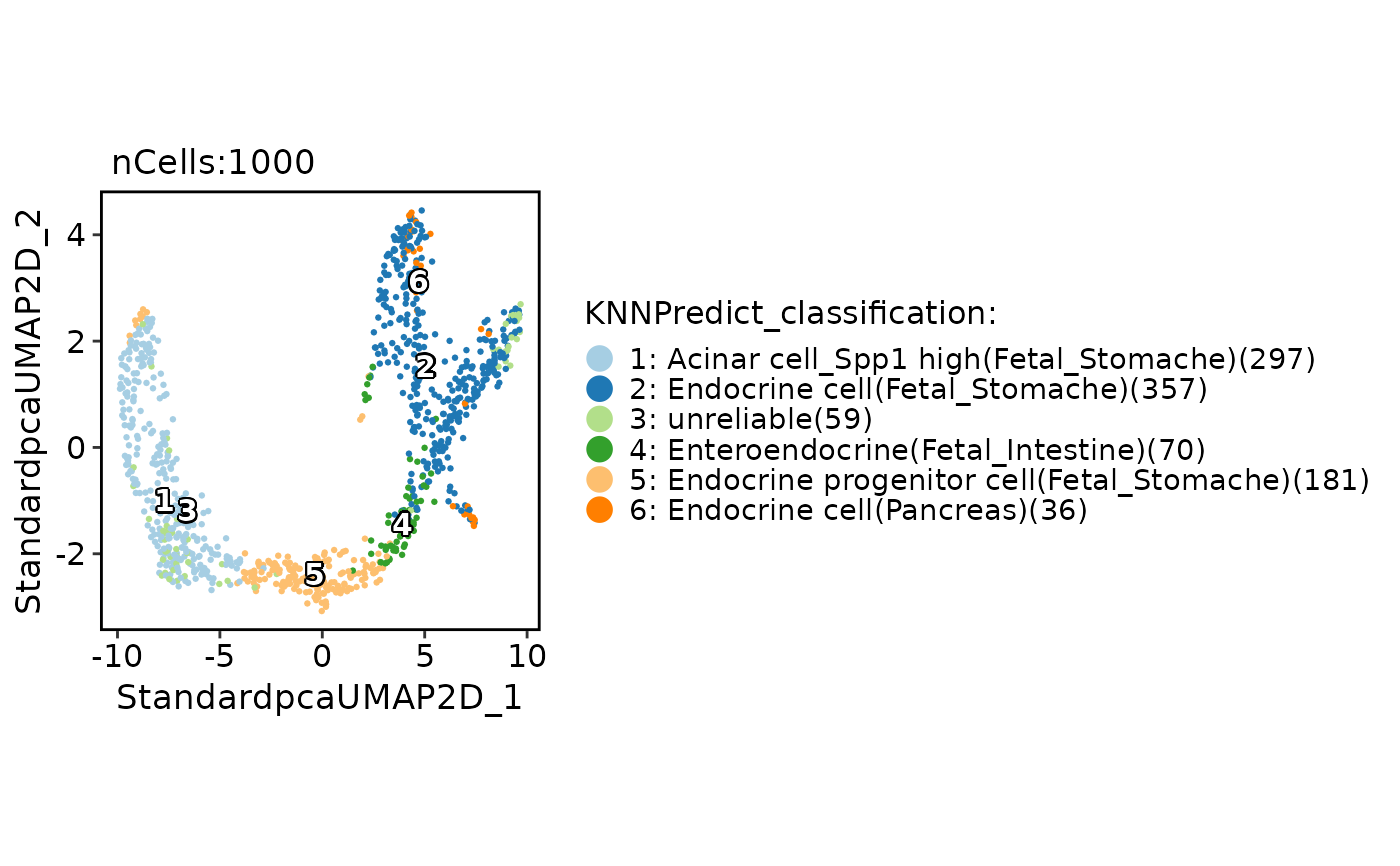 nCells:1000
StandardpcaUMAP2D_2
4
2
0
-2
6
2
1
3
4
5
-10
-5
0
5
10
StandardpcaUMAP2D_1
KNNPredict_classification:
1: Acinar cell_Spp1 high(Fetal_Stomache)(297)
2: Endocrine cell(Fetal_Stomache)(357)
3: unreliable(59)
4: Enteroendocrine(Fetal_Intestine)(70)
5: Endocrine progenitor cell(Fetal_Stomache)(181)
6: Endocrine cell(Pancreas)(36)